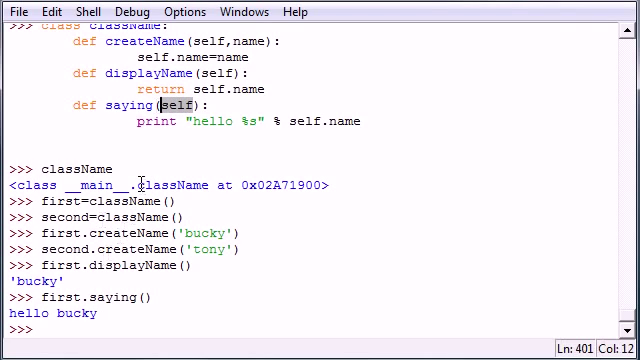 File Edit Shell Debug Options Windows Help
>>> class className:
def createName(self,name):
self.name=name
def displayName(self):
return self.name
def saying(self):
print "hello %s" % self.name
>>> className
<class __main__.className at 0x02A71900>
>>> first=className()
>>> second=className()
>>> first.createName('bucky')
>>> second.createName('tony')
>>> first.displayName()
'bucky'
>>> first.saying()
hello bucky
>>>
Ln: 401 Col: 12